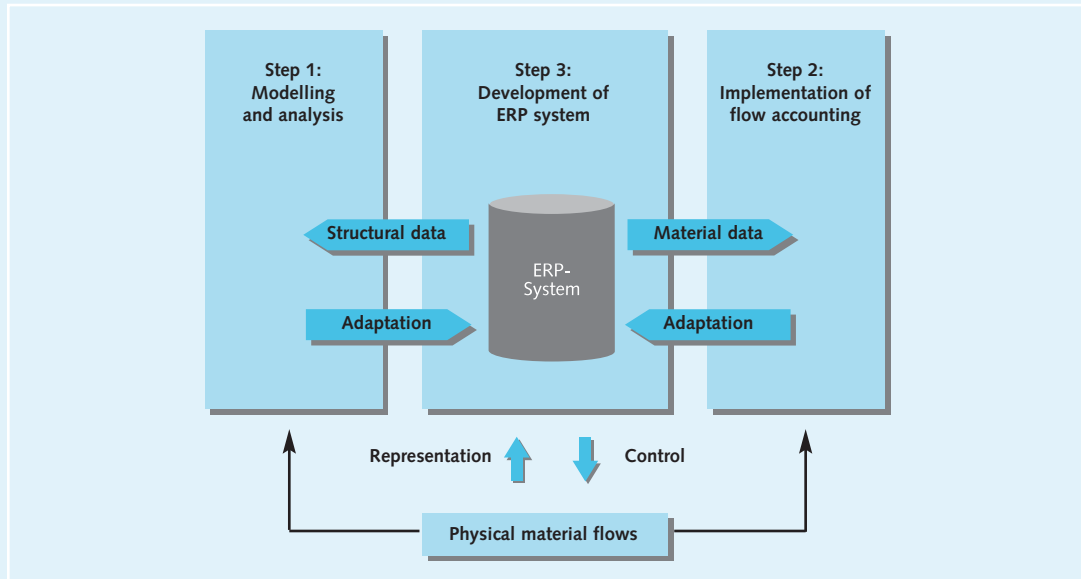 Step 1:
Modelling
and analysis
Step 3:
Development of
ERP system
Step 2:
Implementation of
flow accounting
Structural data
Material data
ERP-
System
Adaptation
Adaptation
Representation
Control
Physical material flows